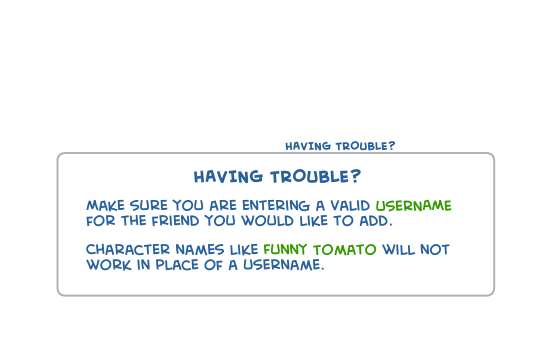 HAVING TROUBLE?
HAVING TROUBLE?
MAKE SURE YOU ARE ENTERING A VALID USERNAME
FOR THE FRIEND YOU WOULD LIKE TO ADD.
CHARACTER NAMES LIKE FUNNY TOMATO WILL NOT
WORK IN PLACE OF A USERNAME.